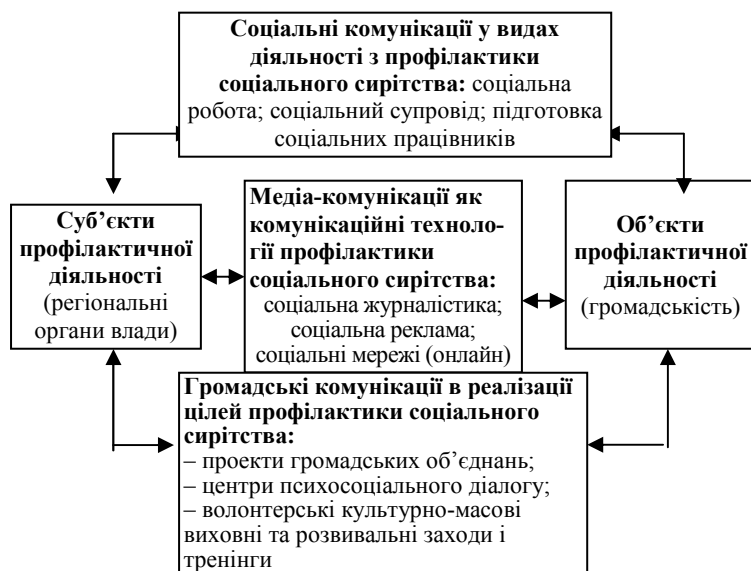 Соціальні комунікації у видах
діяльності з профілактики
соціального сирітства: соціальна
робота; соціальний супровід; підготовка
соціальних працівників
Суб’єкти
профілактичної
діяльності
(регіональні
органи влади)
Медіа-комунікації як
комунікаційні техноло-
гії профілактики
соціального сирітства:
соціальна журналістика;
соціальна реклама;
соціальні мережі (онлайн)
Об’єкти
профілактичної
діяльності
(громадськість)
Громадські комунікації в реалізації
цілей профілактики соціального
сирітства:
– проекти громадських об’єднань;
– центри психосоціального діалогу;
– волонтерські культурно-масові
виховні та розвивальні заходи і
тренінги